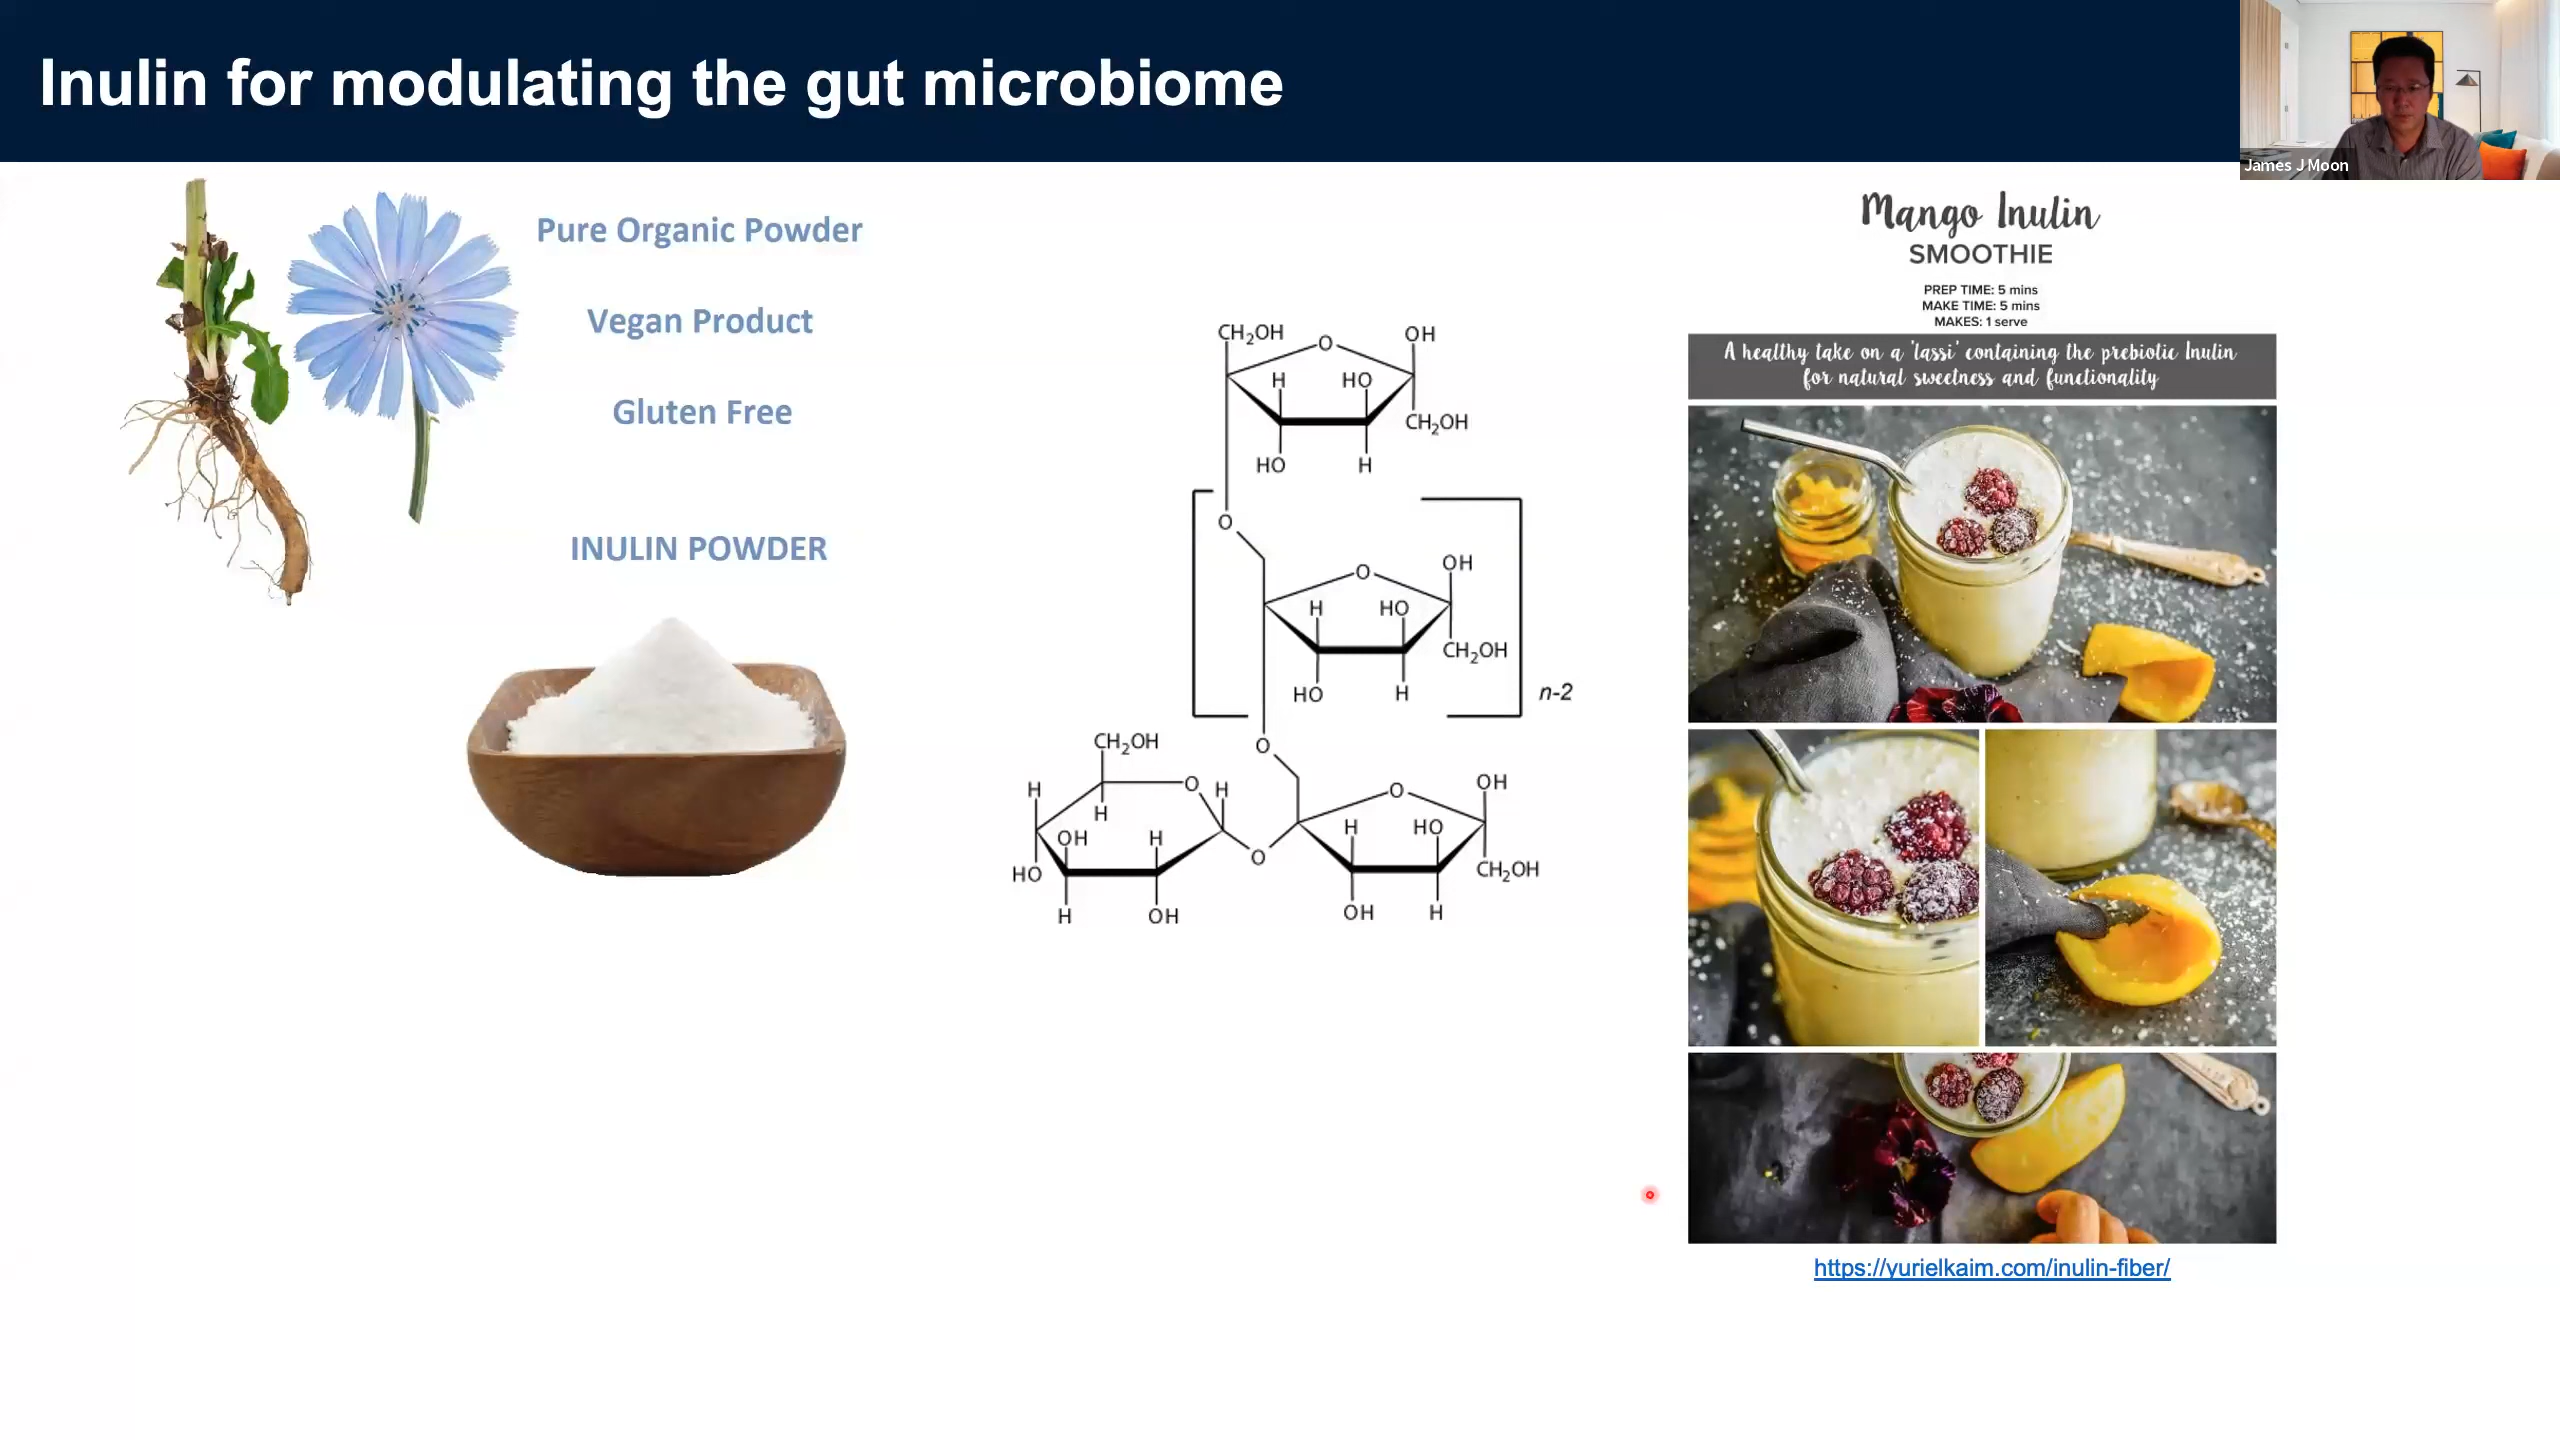 Inulin for modulating the gut microbiome
James J Moon
Pure Organic Powder
Vegan Product
Gluten Free
INULIN POWDER
CH2OH
O
OH
H
HO
CH2OH
HO
H
O
O
OH
H
HO
CH2OH
HO
H
n-2
O
CH2OH
H
O
H
H
OH
H
HO
H
OH
O
O
OH
H
HO
CH2OH
OH
H
Mango Inulin
SMOOTHIE
PREP TIME: 5 mins
MAKE TIME: 5 mins
MAKES: 1 serve
A healthy take on a 'lassi' containing the prebiotic Inulin
for natural sweetness and functionality
https://yurielkaim.com/inulin-fiber/